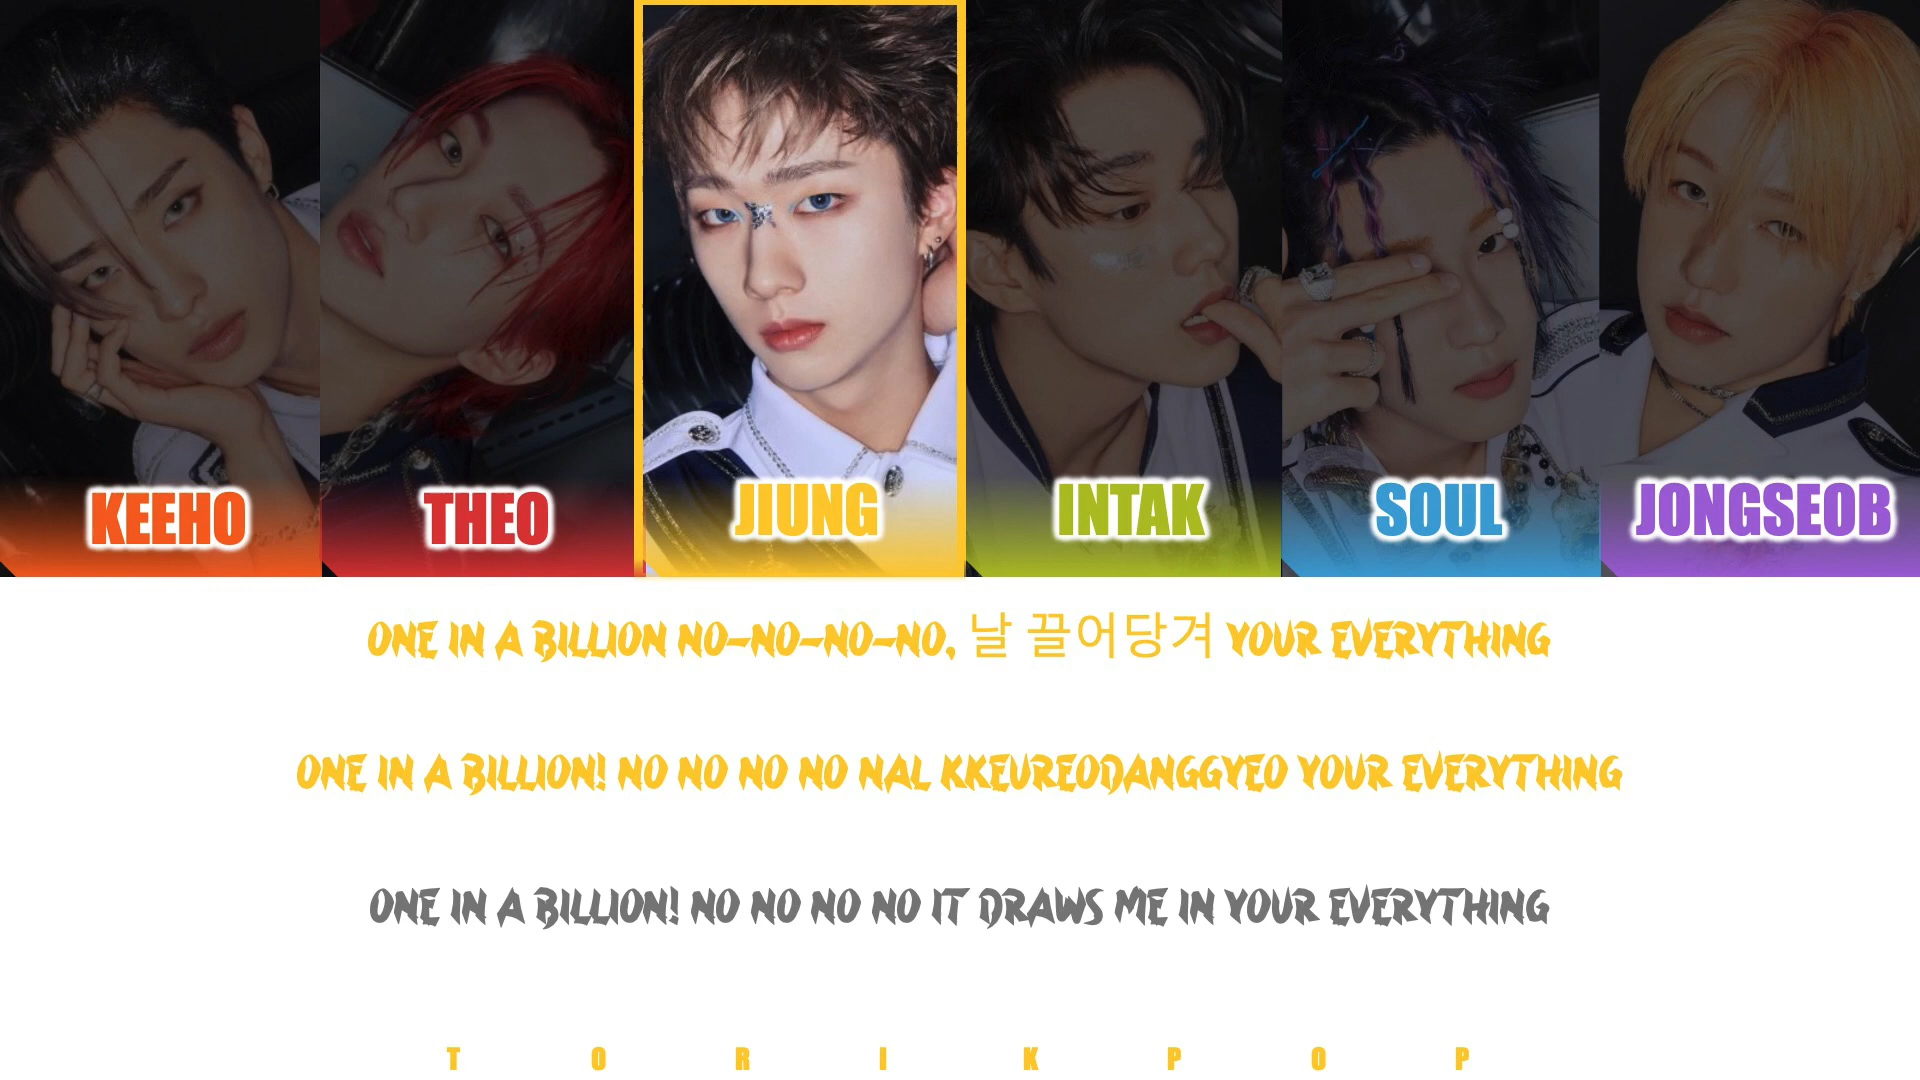 KEEHO THEO JIUNG INTAK SOUL JONGSEOB
ONE IN A BILLION NO-NO-NO-NO, 날 끌어당겨 YOUR EVERYTHING
ONE IN A BILLION! NO NO NO NO NAL KKEUREODANGGYEO YOUR EVERYTHING
ONE IN A BILLION! NO NO NO NO IT DRAWS ME IN YOUR EVERYTHING
T O R I K P O P